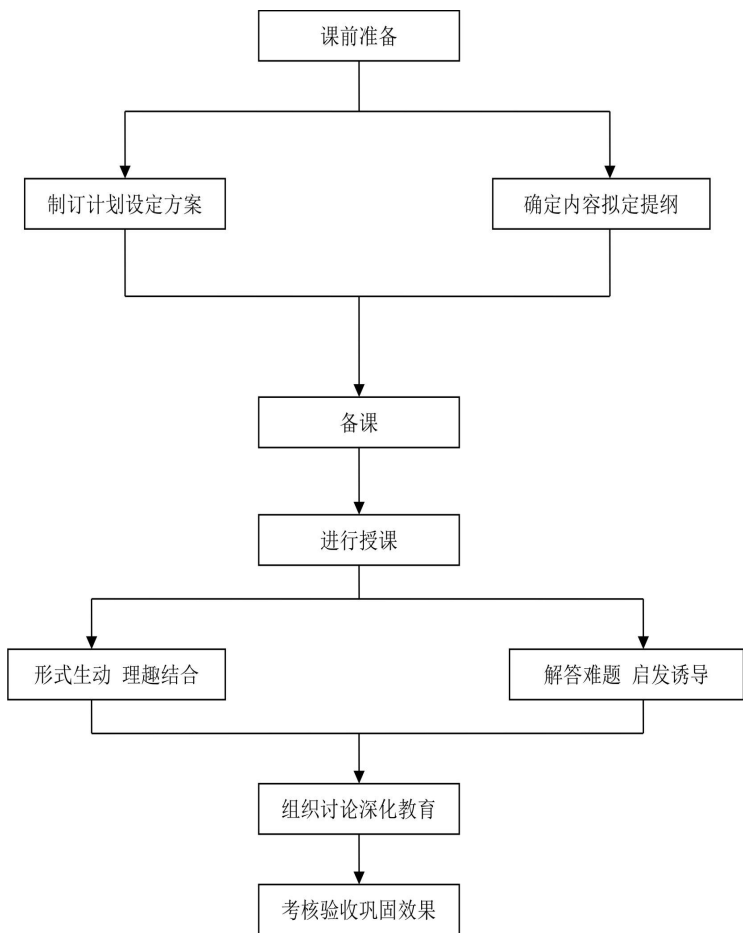 课前准备
制订计划设定方案
确定内容拟定提纲
备课
进行授课
形式生动 理趣结合
解答难题 启发诱导
组织讨论深化教育
考核验收巩固效果